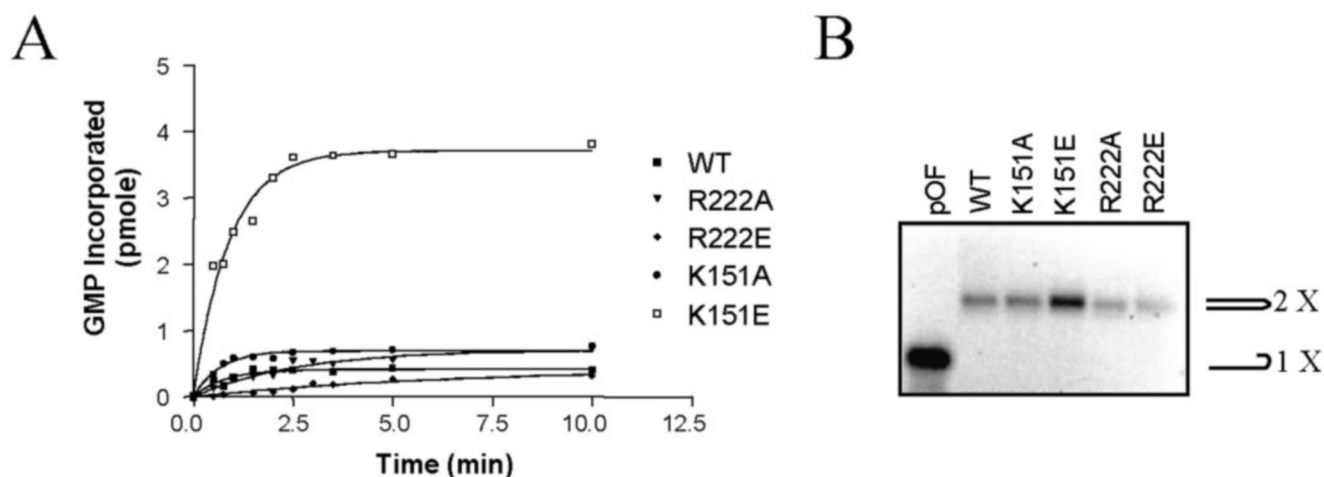 A
GMP Incorporated
(pmole)
5
4
3
2
1
0
0.0
2.5
5.0
7.5
10.0
12.5
Time (min)
WT
R222A
R222E
K151A
K151E
B
pOF
WT
K151A
K151E
R222A
R222E
2 X
1 X